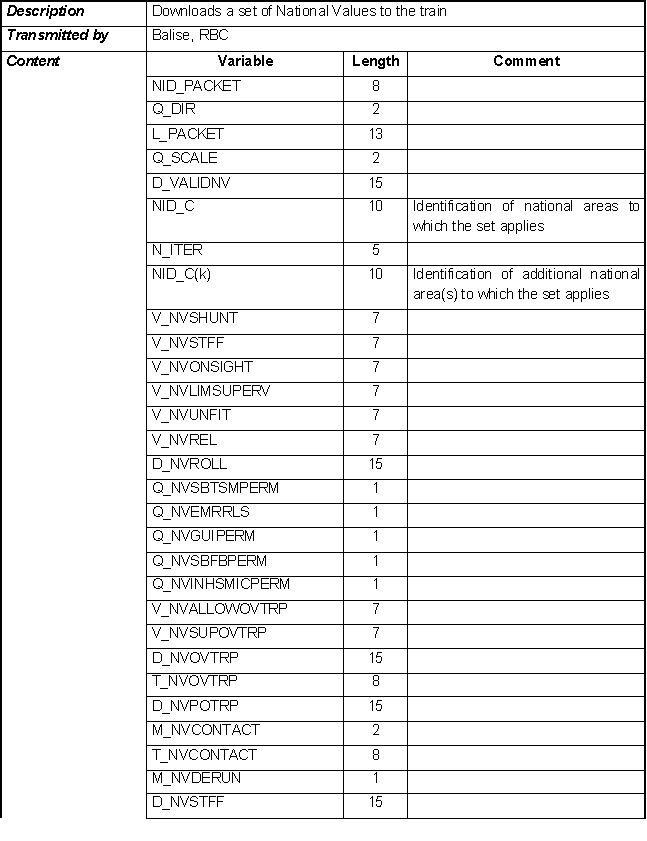 Description Downloads a set of National Values to the train
Transmitted by Balise, RBC
Content Variable Length Comment
NID_PACKET 8
Q_DIR 2
L_PACKET 13
Q_SCALE 2
D_VALIDNV 15
NID_C 10 Identification of national areas to
which the set applies
N_ITER 5
NID_C(k) 10 Identification of additional national
area(s) to which the set applies
V_NVSHUNT 7
V_NVSTFF 7
V_NVONSIGHT 7
V_NVLIMSUPERV 7
V_NVUNFIT 7
V_NVREL 7
D_NVROLL 15
Q_NVSBTSMPERM 1
Q_NVEMRRLS 1
Q_NVGUIPERM 1
Q_NVSBFBPERM 1
Q_NVINHSMICPERM 1
V_NVALLOWOVTRP 7
V_NVSUPOVTRP 7
D_NVOVTRP 15
T_NVOVTRP 8
D_NVPOTRP 15
M_NVCONTACT 2
T_NVCONTACT 8
M_NVDERUN 1
D_NVSTFF 15